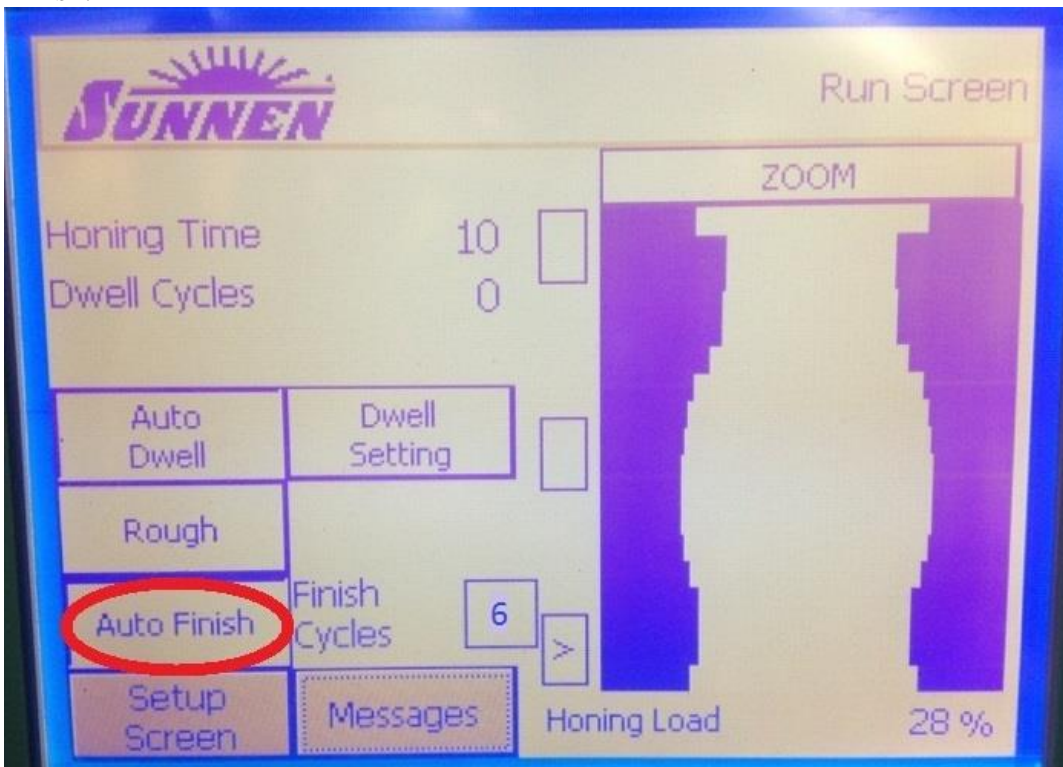 SUNNEN
Run Screen
ZOOM
Honing Time 10
Dwell Cycles 0
Auto
Dwell
Dwell
Setting
Rough
Auto Finish
Finish
Cycles
6
>
Setup
Screen
Messages
Honing Load 28 %